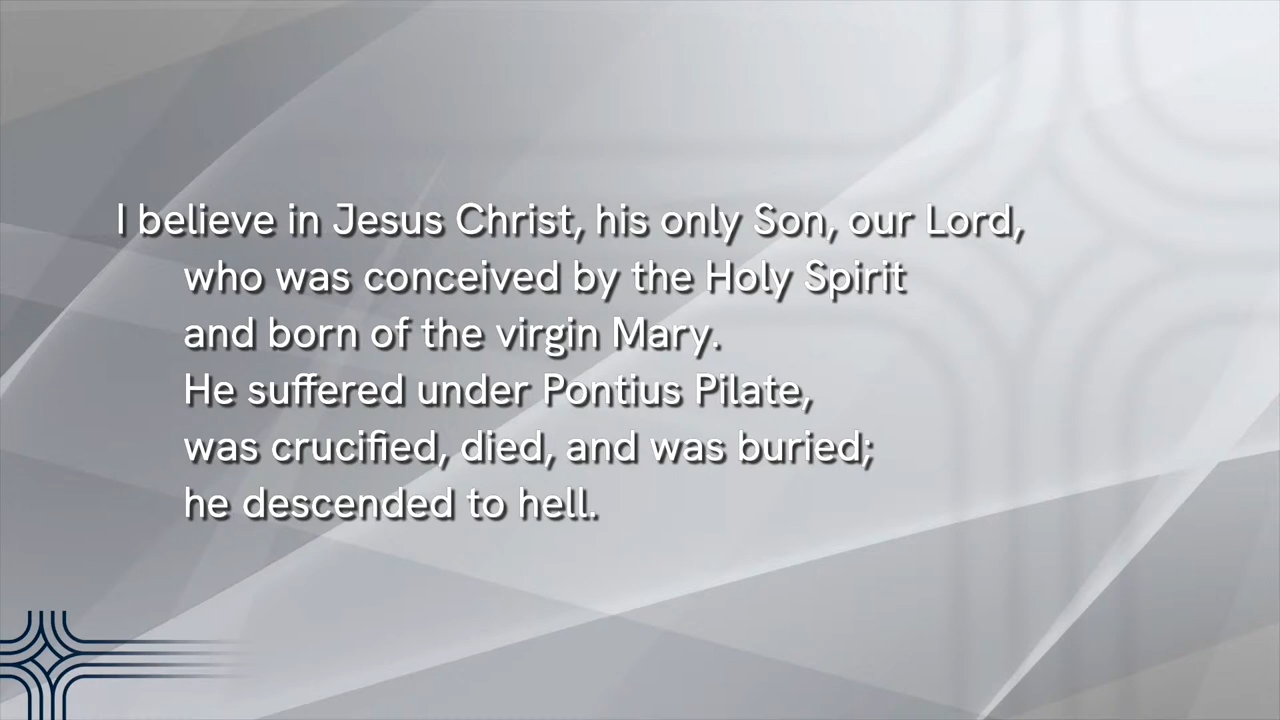 I believe in Jesus Christ, his only Son, our Lord,
who was conceived by the Holy Spirit
and born of the virgin Mary.
He suffered under Pontius Pilate,
was crucified, died, and was buried;
he descended to hell.